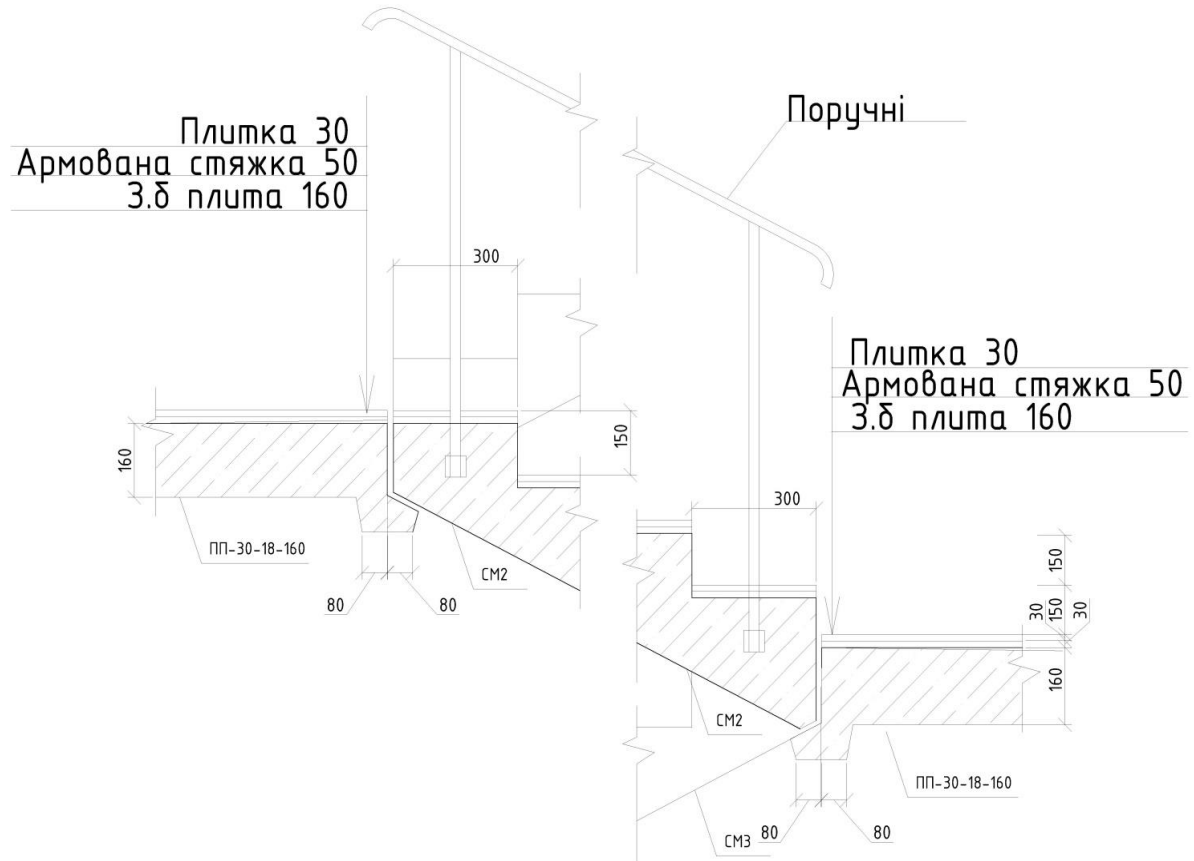 Плитка 30
Армована стяжка 50
З.б плита 160
300
150
160
ПП-30-18-160
СМ2
80
80
Поручні
Плитка 30
Армована стяжка 50
З.б плита 160
300
150
150
30
30
160
СМ2
СМ3
80
80
ПП-30-18-160